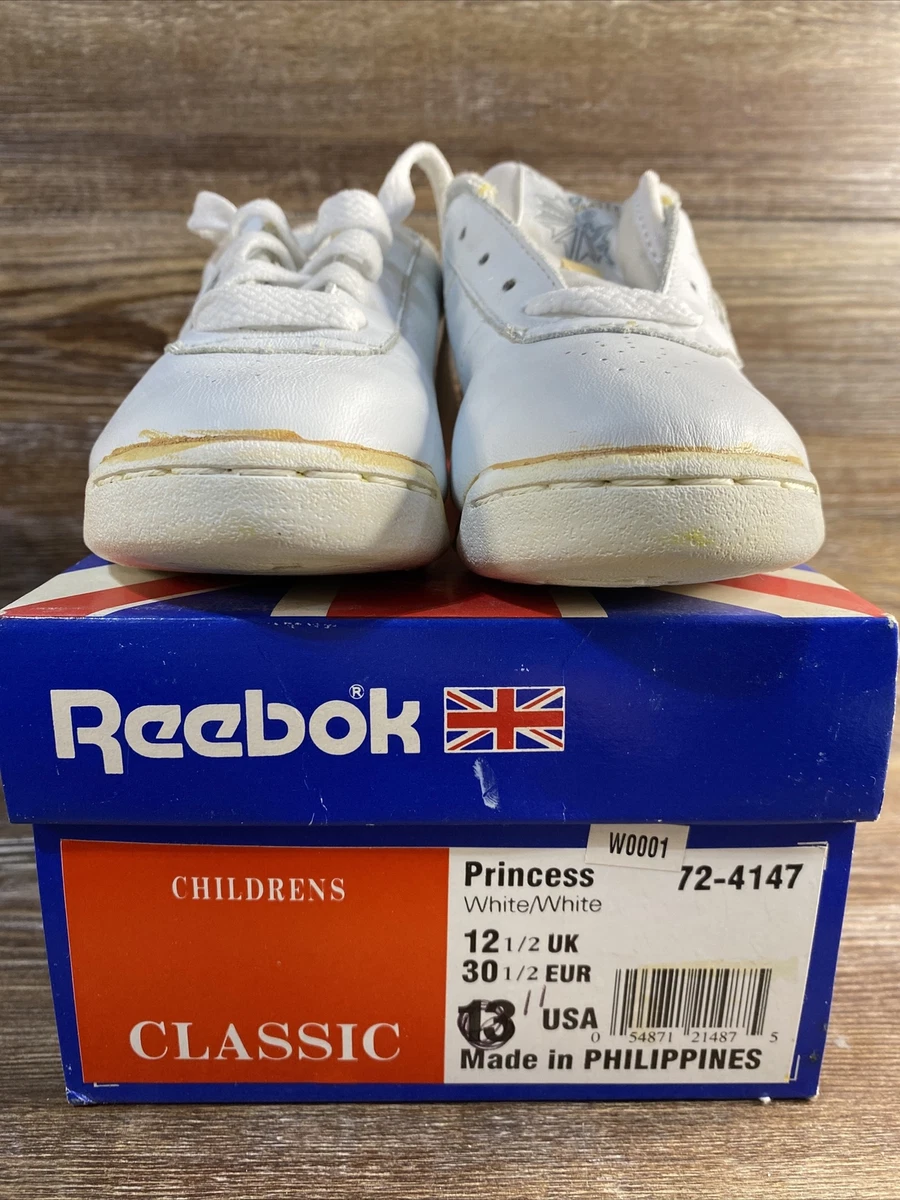 Reebok®
W0001
CHILDRENS
CLASSIC
Princess 72-4147
White/White
12 1/2 UK
30 1/2 EUR
13 11 USA
0 54871 21487 5
Made in PHILIPPINES